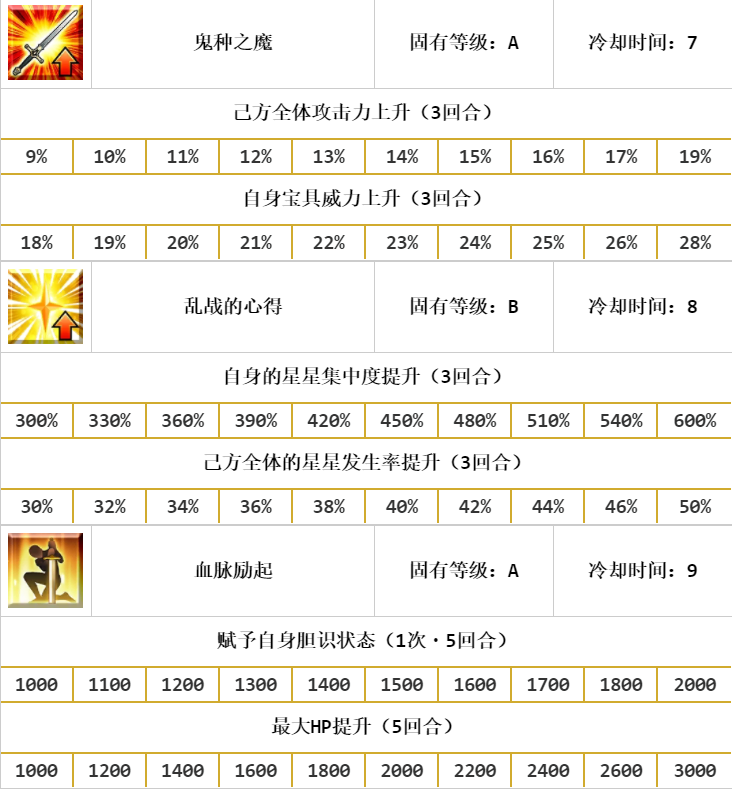 鬼种之魔 固有等级：A 冷却时间：7
己方全体攻击力上升（3回合）
9% 10% 11% 12% 13% 14% 15% 16% 17% 19%
自身宝具威力上升（3回合）
18% 19% 20% 21% 22% 23% 24% 25% 26% 28%
乱战的心得 固有等级：B 冷却时间：8
自身的星星集中度提升（3回合）
300% 330% 360% 390% 420% 450% 480% 510% 540% 600%
己方全体的星星发生率提升（3回合）
30% 32% 34% 36% 38% 40% 42% 44% 46% 50%
血脉励起 固有等级：A 冷却时间：9
赋予自身胆识状态（1次·5回合）
1000 1100 1200 1300 1400 1500 1600 1700 1800 2000
最大HP提升（5回合）
1000 1200 1400 1600 1800 2000 2200 2400 2600 3000